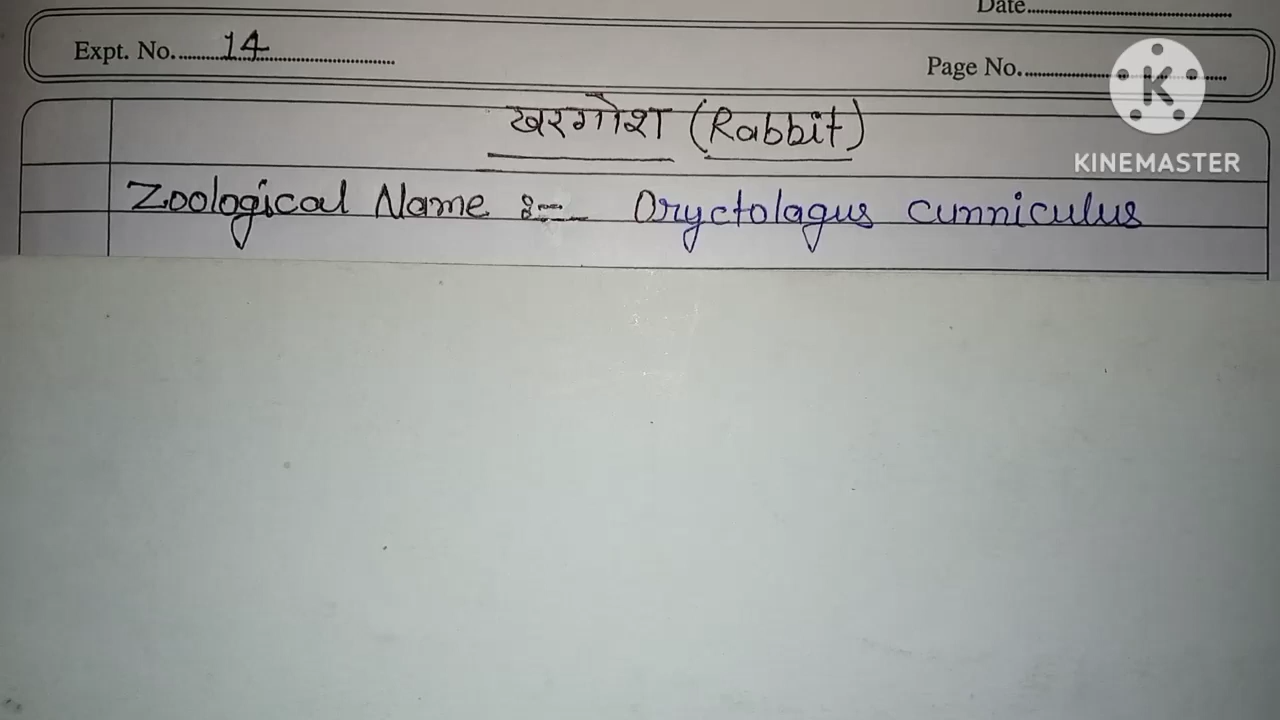 Date
Expt. No. 14
Page No.
KINEMASTER
खरगोश (Rabbit)
Zoological Name :- Oryctolagus cunniculus